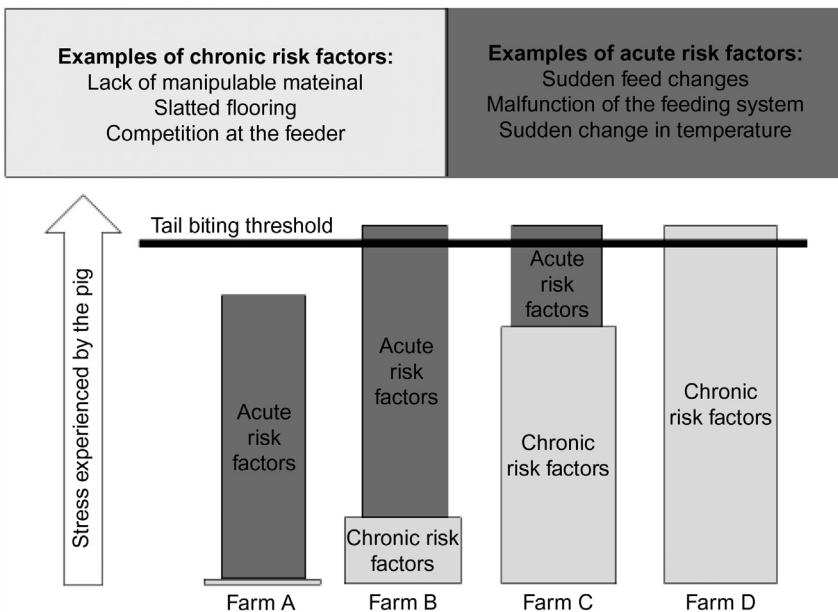 Examples of chronic risk factors:
Lack of manipulable mateinal
Slatted flooring
Competition at the feeder
Examples of acute risk factors:
Sudden feed changes
Malfunction of the feeding system
Sudden change in temperature
Stress experienced by the pig
Tail biting threshold
Acute
risk
factors
Farm A
Acute
risk
factors
Chronic risk
factors
Farm B
Acute
risk
factors
Chronic
risk factors
Farm C
Chronic
risk factors
Farm D